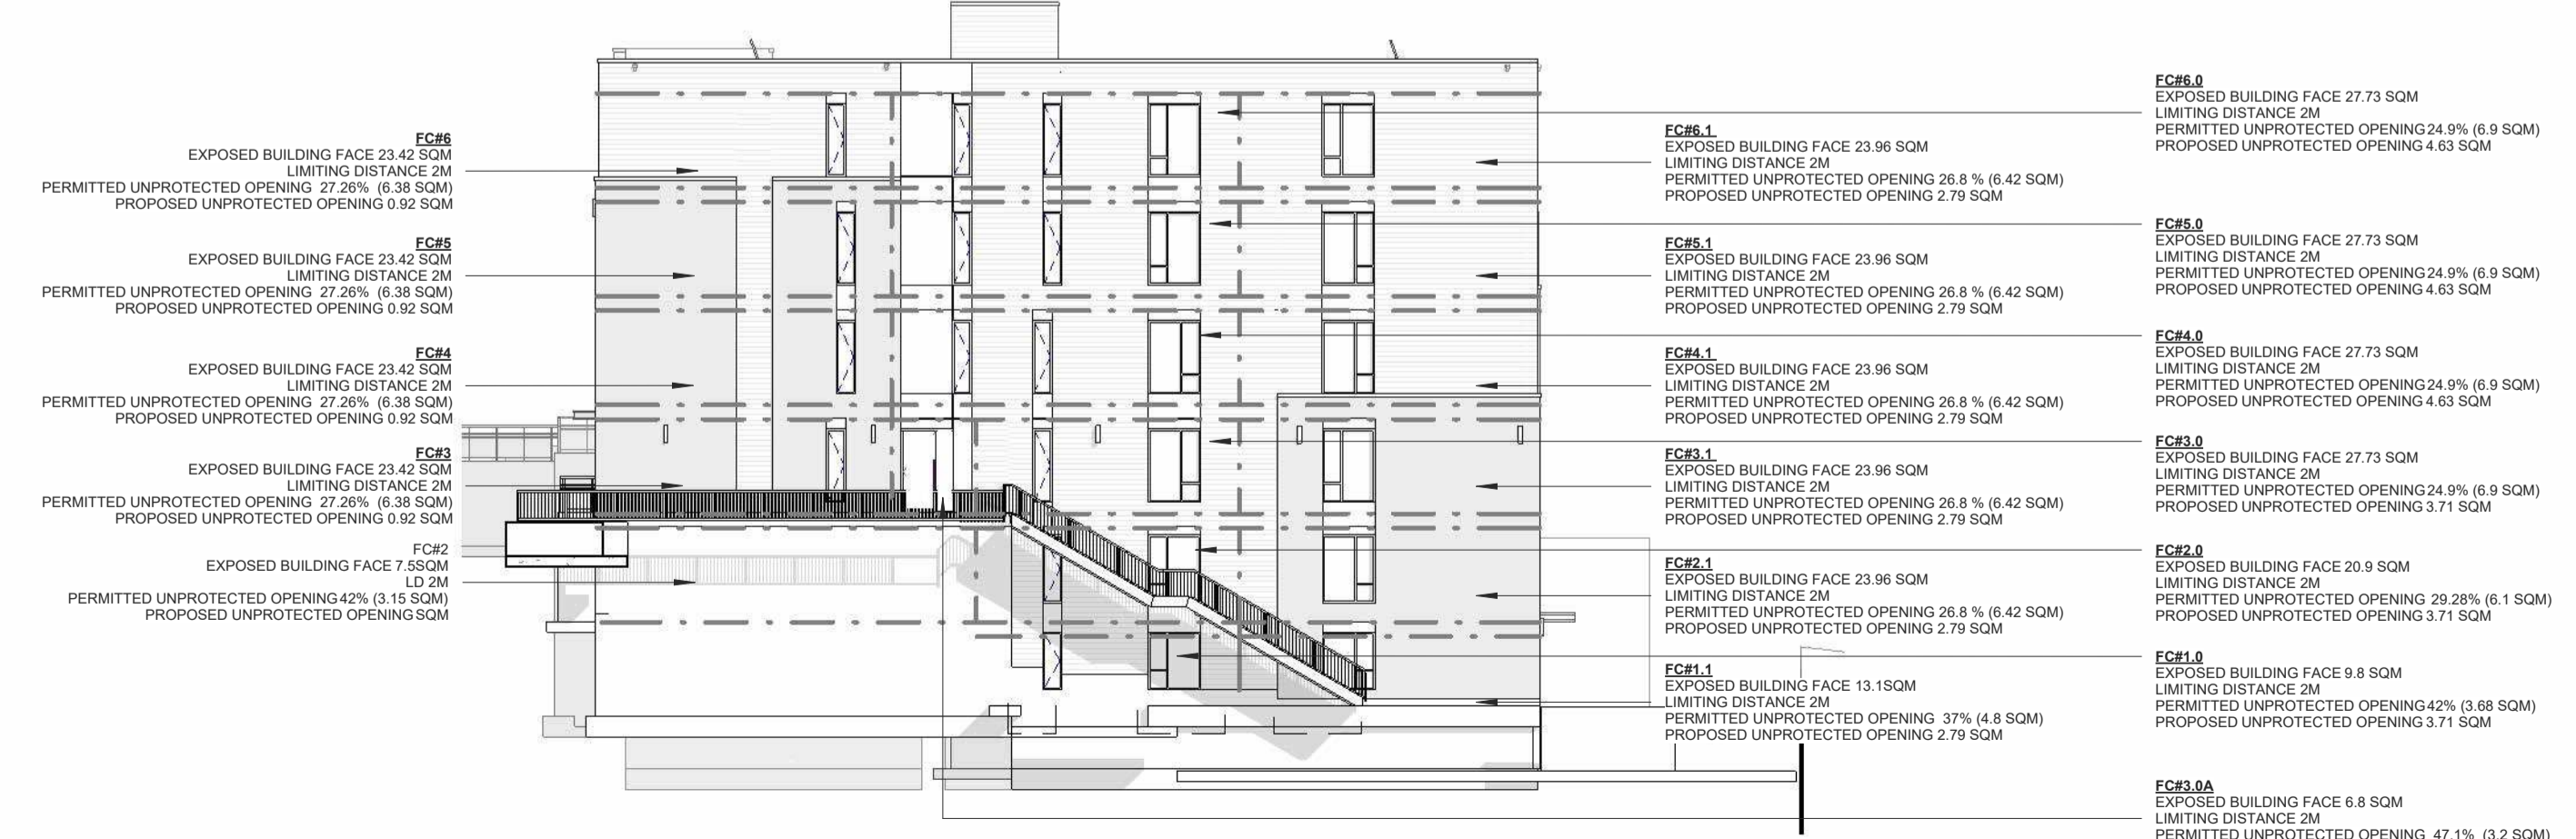 FC#6
EXPOSED BUILDING FACE 23.42 SQM
LIMITING DISTANCE 2M
PERMITTED UNPROTECTED OPENING 27.26% (6.38 SQM)
PROPOSED UNPROTECTED OPENING 0.92 SQM
FC#5
EXPOSED BUILDING FACE 23.42 SQM
LIMITING DISTANCE 2M
PERMITTED UNPROTECTED OPENING 27.26% (6.38 SQM)
PROPOSED UNPROTECTED OPENING 0.92 SQM
FC#4
EXPOSED BUILDING FACE 23.42 SQM
LIMITING DISTANCE 2M
PERMITTED UNPROTECTED OPENING 27.26% (6.38 SQM)
PROPOSED UNPROTECTED OPENING 0.92 SQM
FC#3
EXPOSED BUILDING FACE 23.42 SQM
LIMITING DISTANCE 2M
PERMITTED UNPROTECTED OPENING 27.26% (6.38 SQM)
PROPOSED UNPROTECTED OPENING 0.92 SQM
FC#2
EXPOSED BUILDING FACE 7.5SQM
LD 2M
PERMITTED UNPROTECTED OPENING 42% (3.15 SQM)
PROPOSED UNPROTECTED OPENING SQM
FC#6.1
EXPOSED BUILDING FACE 23.96 SQM
LIMITING DISTANCE 2M
PERMITTED UNPROTECTED OPENING 26.8 % (6.42 SQM)
PROPOSED UNPROTECTED OPENING 2.79 SQM
FC#5.1
EXPOSED BUILDING FACE 23.96 SQM
LIMITING DISTANCE 2M
PERMITTED UNPROTECTED OPENING 26.8 % (6.42 SQM)
PROPOSED UNPROTECTED OPENING 2.79 SQM
FC#4.1
EXPOSED BUILDING FACE 23.96 SQM
LIMITING DISTANCE 2M
PERMITTED UNPROTECTED OPENING 26.8 % (6.42 SQM)
PROPOSED UNPROTECTED OPENING 2.79 SQM
FC#3.1
EXPOSED BUILDING FACE 23.96 SQM
LIMITING DISTANCE 2M
PERMITTED UNPROTECTED OPENING 26.8 % (6.42 SQM)
PROPOSED UNPROTECTED OPENING 2.79 SQM
FC#2.1
EXPOSED BUILDING FACE 23.96 SQM
LIMITING DISTANCE 2M
PERMITTED UNPROTECTED OPENING 26.8 % (6.42 SQM)
PROPOSED UNPROTECTED OPENING 2.79 SQM
FC#1.1
EXPOSED BUILDING FACE 13.1SQM
LIMITING DISTANCE 2M
PERMITTED UNPROTECTED OPENING 37% (4.8 SQM)
PROPOSED UNPROTECTED OPENING 2.79 SQM
FC#6.0
EXPOSED BUILDING FACE 27.73 SQM
LIMITING DISTANCE 2M
PERMITTED UNPROTECTED OPENING 24.9% (6.9 SQM)
PROPOSED UNPROTECTED OPENING 4.63 SQM
FC#5.0
EXPOSED BUILDING FACE 27.73 SQM
LIMITING DISTANCE 2M
PERMITTED UNPROTECTED OPENING 24.9% (6.9 SQM)
PROPOSED UNPROTECTED OPENING 4.63 SQM
FC#4.0
EXPOSED BUILDING FACE 27.73 SQM
LIMITING DISTANCE 2M
PERMITTED UNPROTECTED OPENING 24.9% (6.9 SQM)
PROPOSED UNPROTECTED OPENING 4.63 SQM
FC#3.0
EXPOSED BUILDING FACE 27.73 SQM
LIMITING DISTANCE 2M
PERMITTED UNPROTECTED OPENING 24.9% (6.9 SQM)
PROPOSED UNPROTECTED OPENING 3.71 SQM
FC#2.0
EXPOSED BUILDING FACE 20.9 SQM
LIMITING DISTANCE 2M
PERMITTED UNPROTECTED OPENING 29.28% (6.1 SQM)
PROPOSED UNPROTECTED OPENING 3.71 SQM
FC#1.0
EXPOSED BUILDING FACE 9.8 SQM
LIMITING DISTANCE 2M
PERMITTED UNPROTECTED OPENING 42% (3.68 SQM)
PROPOSED UNPROTECTED OPENING 3.71 SQM
FC#3.0A
EXPOSED BUILDING FACE 6.8 SQM
LIMITING DISTANCE 2M
PERMITTED UNPROTECTED OPENING 47.1% (3.2 SQM)